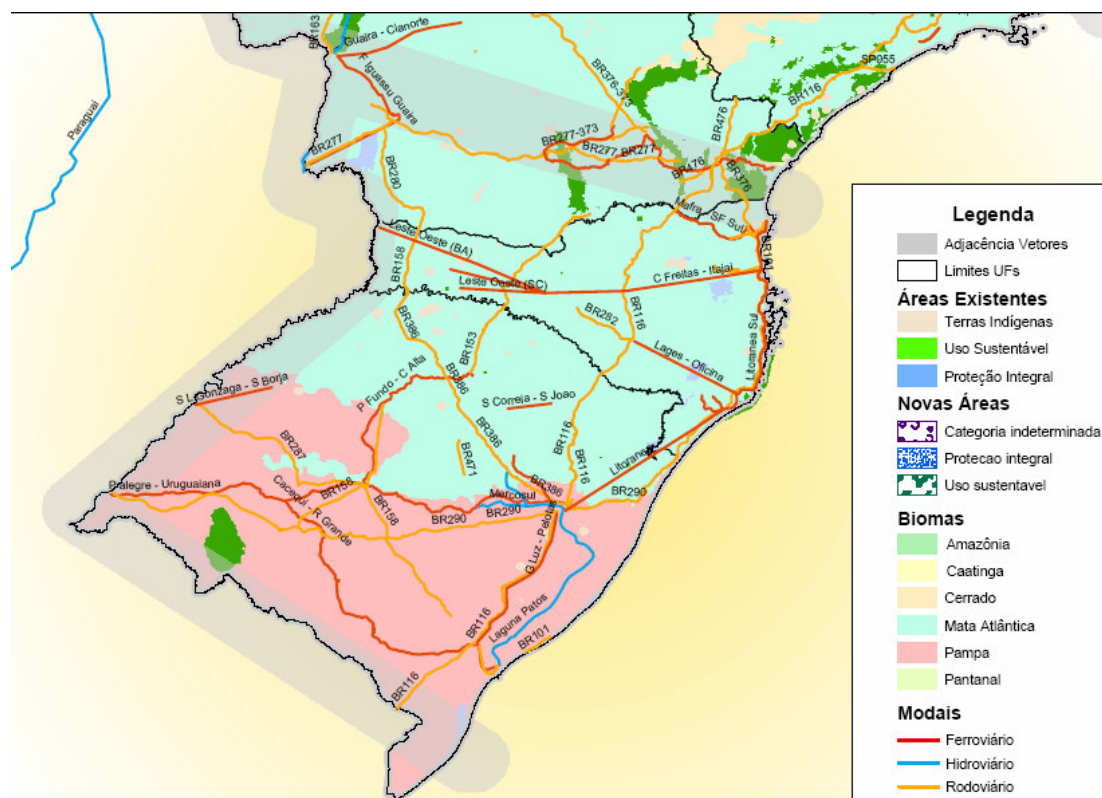 BR163
Guaira - Cianorte
F Iguassu Guaira
BR376-373
SP055
BR116
BR476
Paraguai
BR277
BR277-373
BR277
BR277
BR476
BR376
BR280
Mafra - SF Sul
BR101
Leste Oeste (BA)
BR158
Leste Oeste (SC)
C Freitas - Itajai
BR282
BR116
BR386
BR153
Litoranea Sul
Lages - Oficina
P Fundo - C Alta
S L Gonzaga - S Borja
BR386
S Correja - S Joao
BR287
BR386
BR471
BR116
BR116
Litoranea
P.alegre - Uruguaiana
BR158
Cacequi - R Grande
BR158
BR386
Mercosul
BR290
BR290
BR290
G Luz - Pelotas
BR116
Laguna Patos
BR101
BR116
Legenda
Adjacência Vetores
Limites UFs
Áreas Existentes
Terras Indígenas
Uso Sustentável
Proteção Integral
Novas Áreas
Categoria indeterminada
Protecao integral
Uso sustentavel
Biomas
Amazônia
Caatinga
Cerrado
Mata Atlântica
Pampa
Pantanal
Modais
Ferroviário
Hidroviário
Rodoviário